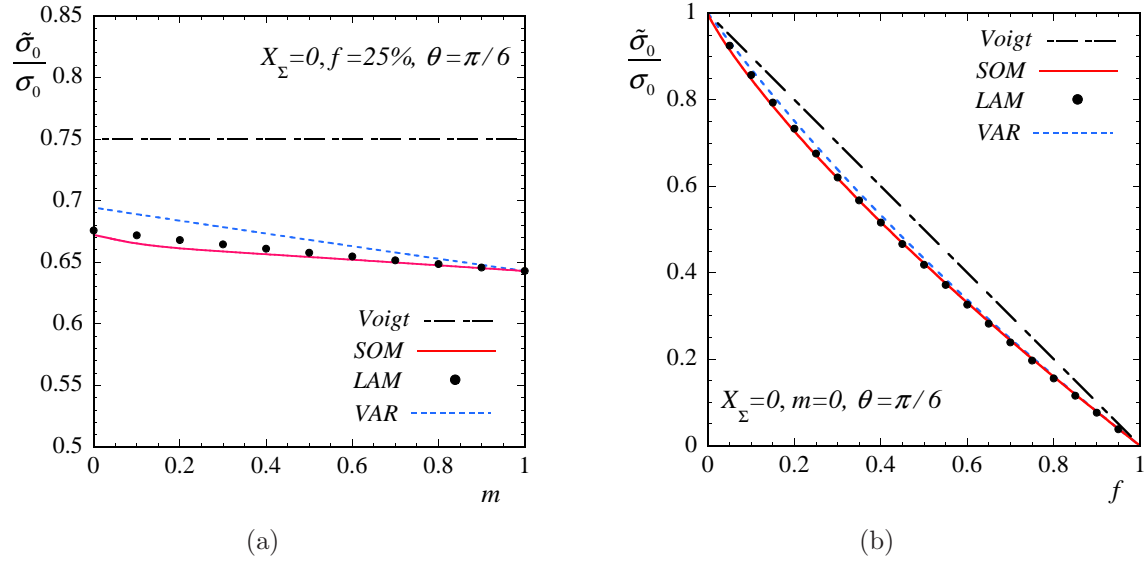 σ̃₀
σ₀
X_Σ=0, f=25%, θ=π/6
0.85
0.8
0.75
0.7
0.65
0.6
0.55
0.5
Voigt
SOM
LAM
VAR
0 0.2 0.4 0.6 0.8 1
m
(a)
σ̃₀
σ₀
1
0.8
0.6
0.4
0.2
0
Voigt
SOM
LAM
VAR
X_Σ=0, m=0, θ=π/6
0 0.2 0.4 0.6 0.8 1
f
(b)